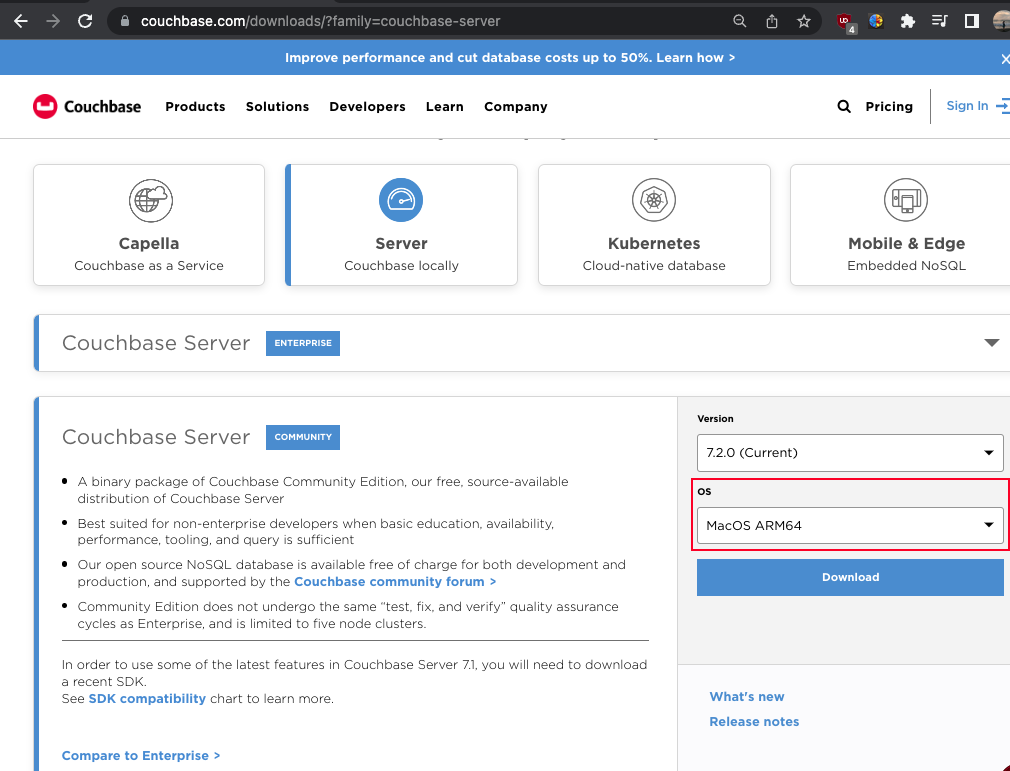 couchbase.com/downloads/?family=couchbase-server
UD
4
Improve performance and cut database costs up to 50%. Learn how >
Couchbase
Products
Solutions
Developers
Learn
Company
Pricing
Sign In
Capella
Couchbase as a Service
Server
Couchbase locally
Kubernetes
Cloud-native database
Mobile & Edge
Embedded NoSQL
Couchbase Server ENTERPRISE
Couchbase Server COMMUNITY
A binary package of Couchbase Community Edition, our free, source-available
distribution of Couchbase Server
Best suited for non-enterprise developers when basic education, availability,
performance, tooling, and query is sufficient
Our open source NoSQL database is available free of charge for both development and
production, and supported by the Couchbase community forum >
Community Edition does not undergo the same “test, fix, and verify” quality assurance
cycles as Enterprise, and is limited to five node clusters.
In order to use some of the latest features in Couchbase Server 7.1, you will need to download
a recent SDK.
See SDK compatibility chart to learn more.
Compare to Enterprise >
Version
7.2.0 (Current)
OS
MacOS ARM64
Download
What's new
Release notes